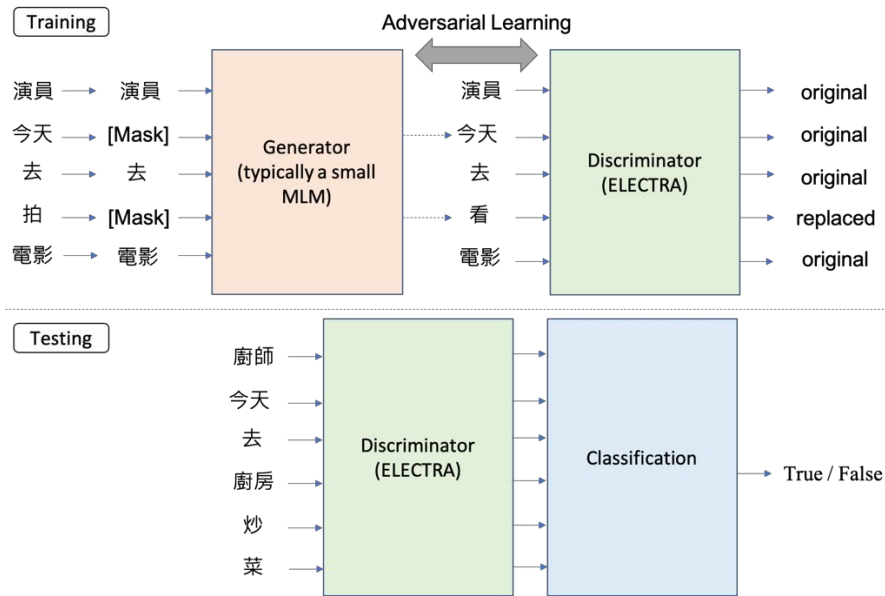 Training
Adversarial Learning
演員 演員 演員 original
今天 [Mask] 今天 original
Generator
(typically a small
MLM)
Discriminator
(ELECTRA)
去 去 去 original
拍 [Mask] 看 replaced
電影 電影 電影 original
Testing
廚師
今天
去
廚房
炒
菜
Discriminator
(ELECTRA)
Classification
True / False